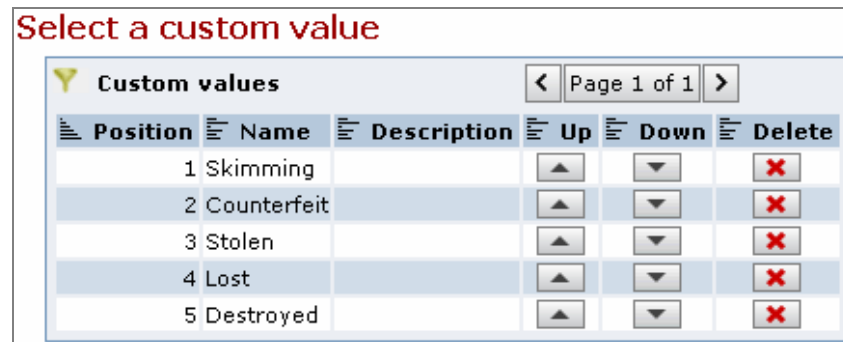 Select a custom value
Custom values < Page 1 of 1 >
Position Name Description Up Down Delete
1 Skimming
2 Counterfeit
3 Stolen
4 Lost
5 Destroyed